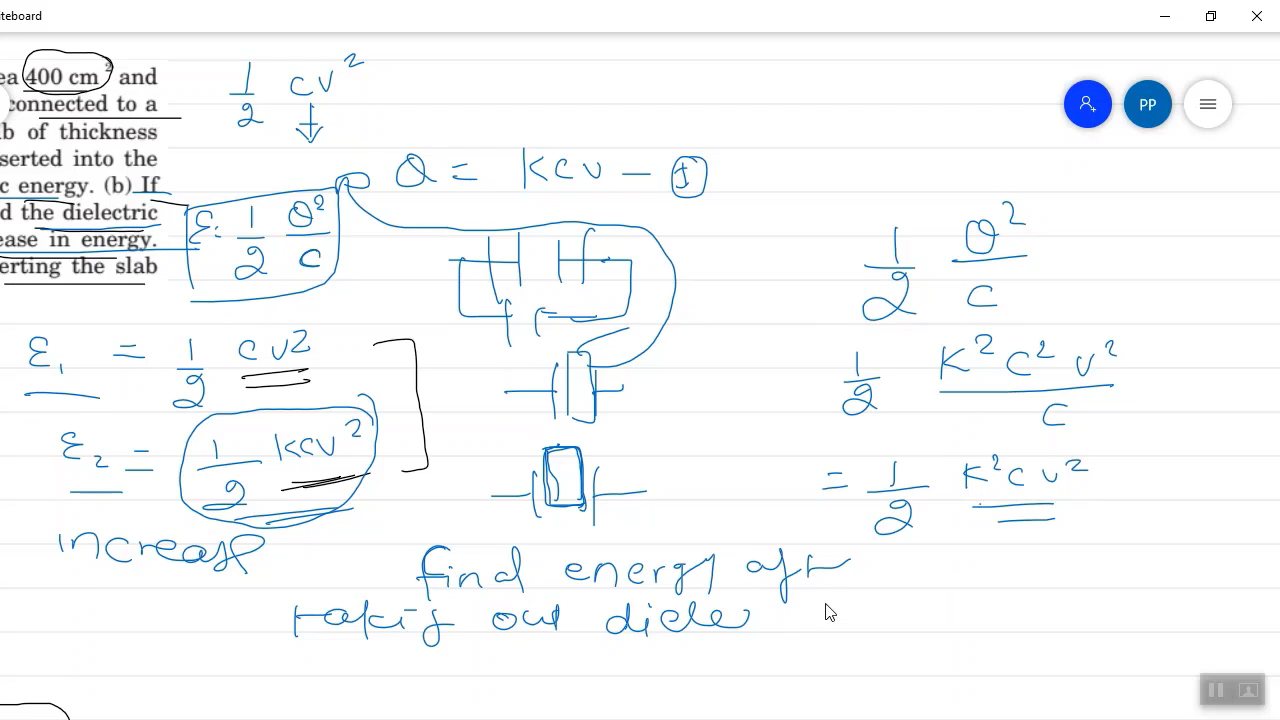 teboard
ea 400 cm² and
connected to a
b of thickness
serted into the
c energy. (b) If
d the dielectric
ease in energy.
erting the slab
1/2 CV²
Q = KCV - ①
E = 1/2 Q²/C
PP
E₁ = 1/2 CV²
E₂ = 1/2 KCV²
increase
1/2 Q²/C
1/2 K²C²V²/C
= 1/2 K²CV²
find energy after
taking out diele